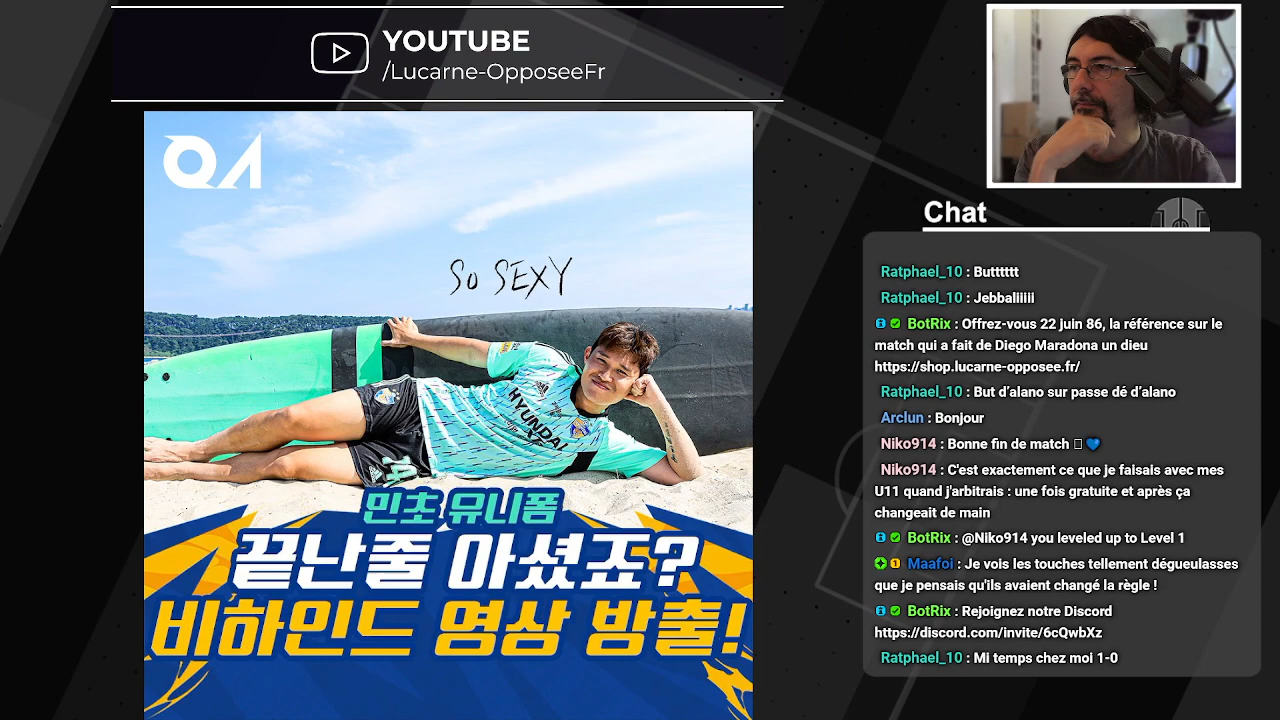 YOUTUBE
/Lucarne-OpposeeFr
SO SEXY
HYUNDAI
민초 유니폼
끝난줄 아셨죠?
비하인드 영상 방출!
Chat
Ratphael_10 : Butttttt
Ratphael_10 : Jebbaliiiii
BotRix : Offrez-vous 22 juin 86, la référence sur le
match qui a fait de Diego Maradona un dieu
https://shop.lucarne-opposee.fr/
Ratphael_10 : But d'alano sur passe dé d'alano
Arclun : Bonjour
Niko914 : Bonne fin de match 💙
Niko914 : C'est exactement ce que je faisais avec mes
U11 quand j'arbitrais : une fois gratuite et après ça
changeait de main
BotRix : @Niko914 you leveled up to Level 1
Maafoi : Je vois les touches tellement dégueulasses
que je pensais qu'ils avaient changé la règle !
BotRix : Rejoignez notre Discord
https://discord.com/invite/6cQwbXz
Ratphael_10 : Mi temps chez moi 1-0